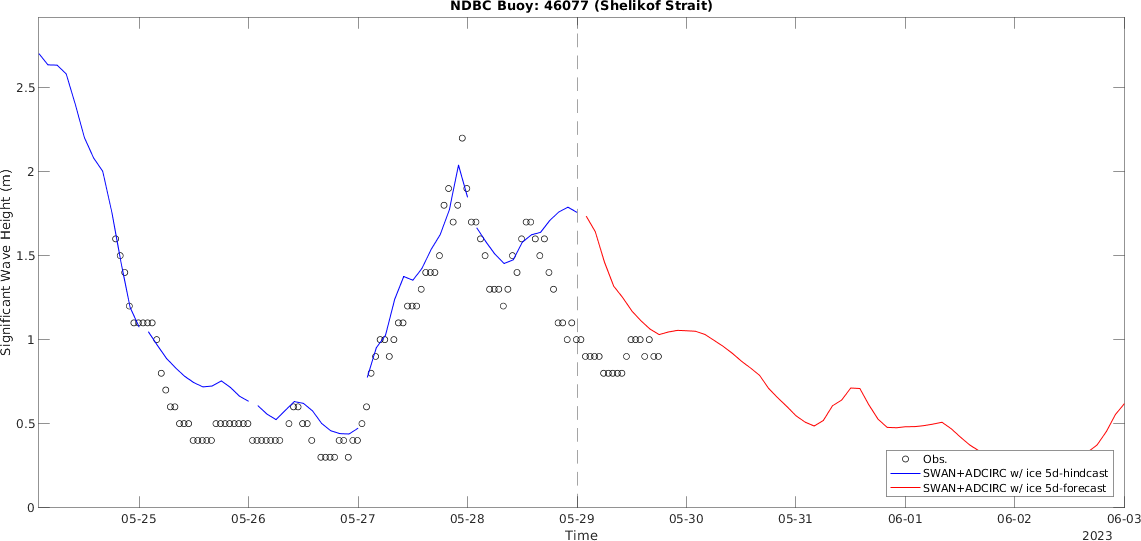 NDBC Buoy: 46077 (Shelikof Strait)
Significant Wave Height (m)
2.5
2
1.5
1
0.5
0
Obs.
SWAN+ADCIRC w/ ice 5d-hindcast
SWAN+ADCIRC w/ ice 5d-forecast
05-25
05-26
05-27
05-28
05-29
05-30
05-31
06-01
06-02
06-03
Time
2023